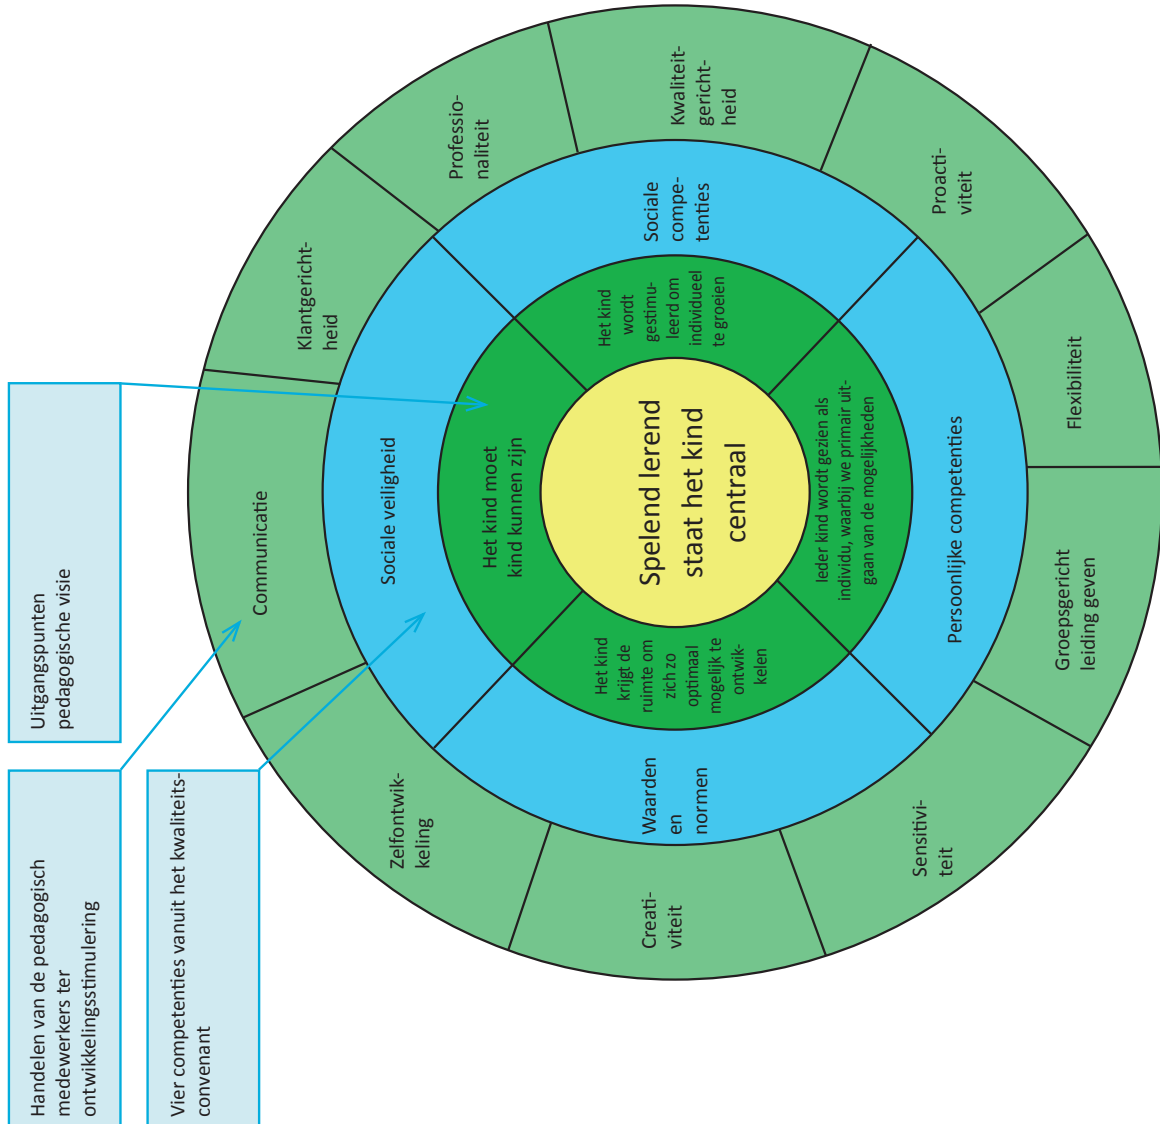 Handelen van de pedagogisch
medewerkers ter
ontwikkelingsstimulering
Vier competenties vanuit het kwaliteits-
convenant
Uitgangspunten
pedagogische visie
Communicatie
Klantgericht-
heid
Professio-
naliteit
Kwaliteit-
gericht-
heid
Proacti-
viteit
Flexibiliteit
Groepsgericht
leiding geven
Sensitivi-
teit
Creati-
viteit
Zelfontwik-
keling
Sociale veiligheid
Sociale
compe-
tenties
Persoonlijke competenties
Waarden
en
normen
Het kind moet
kind kunnen zijn
Het kind
wordt
gestimu-
leerd om
individueel
te groeien
Ieder kind wordt gezien als
individu, waarbij we primair uit-
gaan van de mogelijkheden
Het kind
krijgt de
ruimte om
zich zo
optimaal
mogelijk te
ontwik-
kelen
Spelend lerend
staat het kind
centraal